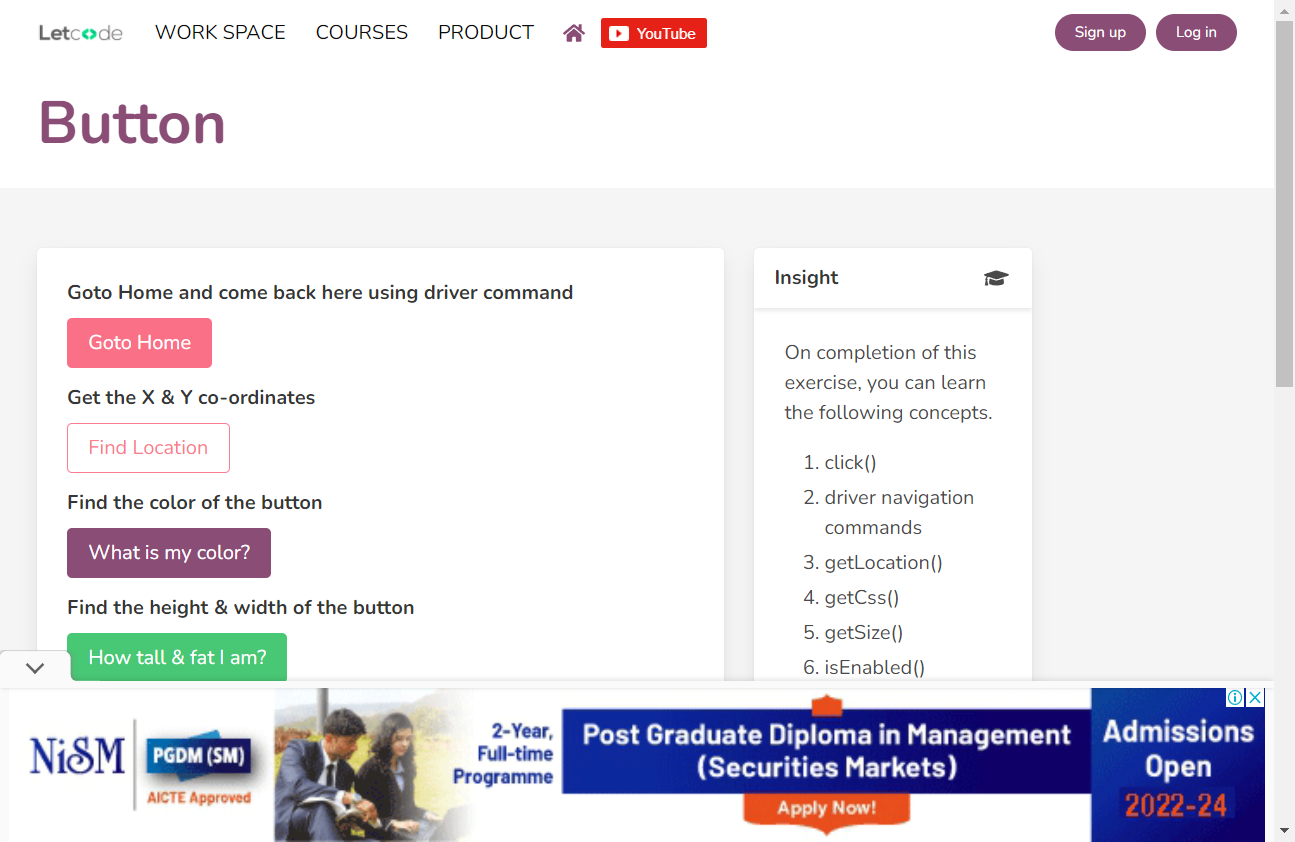 Letcode WORK SPACE COURSES PRODUCT YouTube Sign up Log in
Button
Goto Home and come back here using driver command
Goto Home
Get the X & Y co-ordinates
Find Location
Find the color of the button
What is my color?
Find the height & width of the button
How tall & fat I am?
Insight
On completion of this
exercise, you can learn
the following concepts.
1. click()
2. driver navigation
commands
3. getLocation()
4. getCss()
5. getSize()
6. isEnabled()
NiSM
PGDM (SM)
AICTE Approved
2-Year,
Full-time
Programme
Post Graduate Diploma in Management
(Securities Markets)
Apply Now!
Admissions
Open
2022-24